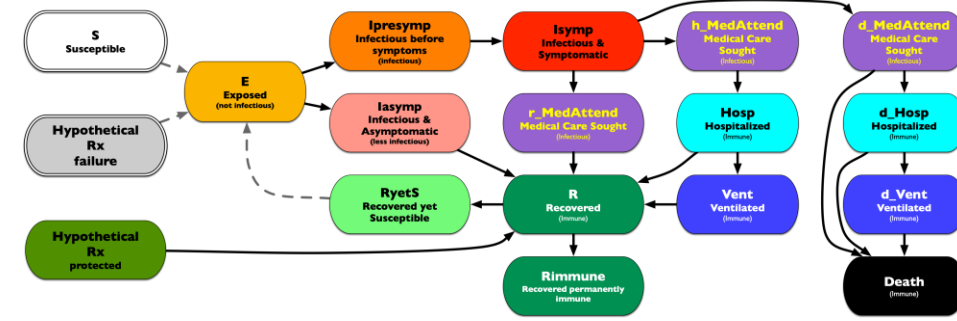 S
Susceptible
Hypothetical
Rx
failure
Hypothetical
Rx
protected
E
Exposed
(not infectious)
Ipresymp
Infectious before
symptoms
(infectious)
Iasymp
Infectious &
Asymptomatic
(less infectious)
RyetS
Recovered yet
Susceptible
Isymp
Infectious &
Symptomatic
r_MedAttend
Medical Care Sought
(Infectious)
R
Recovered
(Immune)
Rimmune
Recovered permanently
immune
h_MedAttend
Medical Care
Sought
(Infectious)
Hosp
Hospitalized
(Immune)
Vent
Ventilated
(Immune)
d_MedAttend
Medical Care
Sought
(Infectious)
d_Hosp
Hospitalized
(Immune)
d_Vent
Ventilated
(Immune)
Death
(Immune)